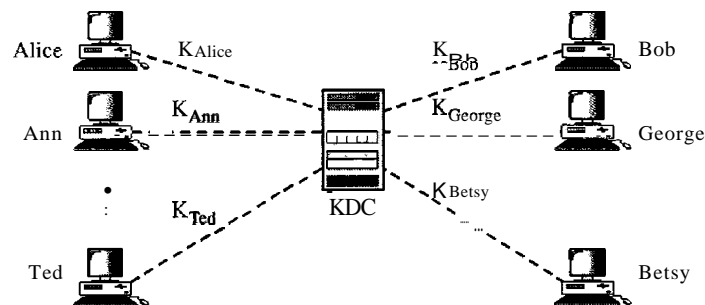 Alice KAlice KBob Bob
Ann KAnn KGeorge George
KTed KDC KBetsy
Ted Betsy